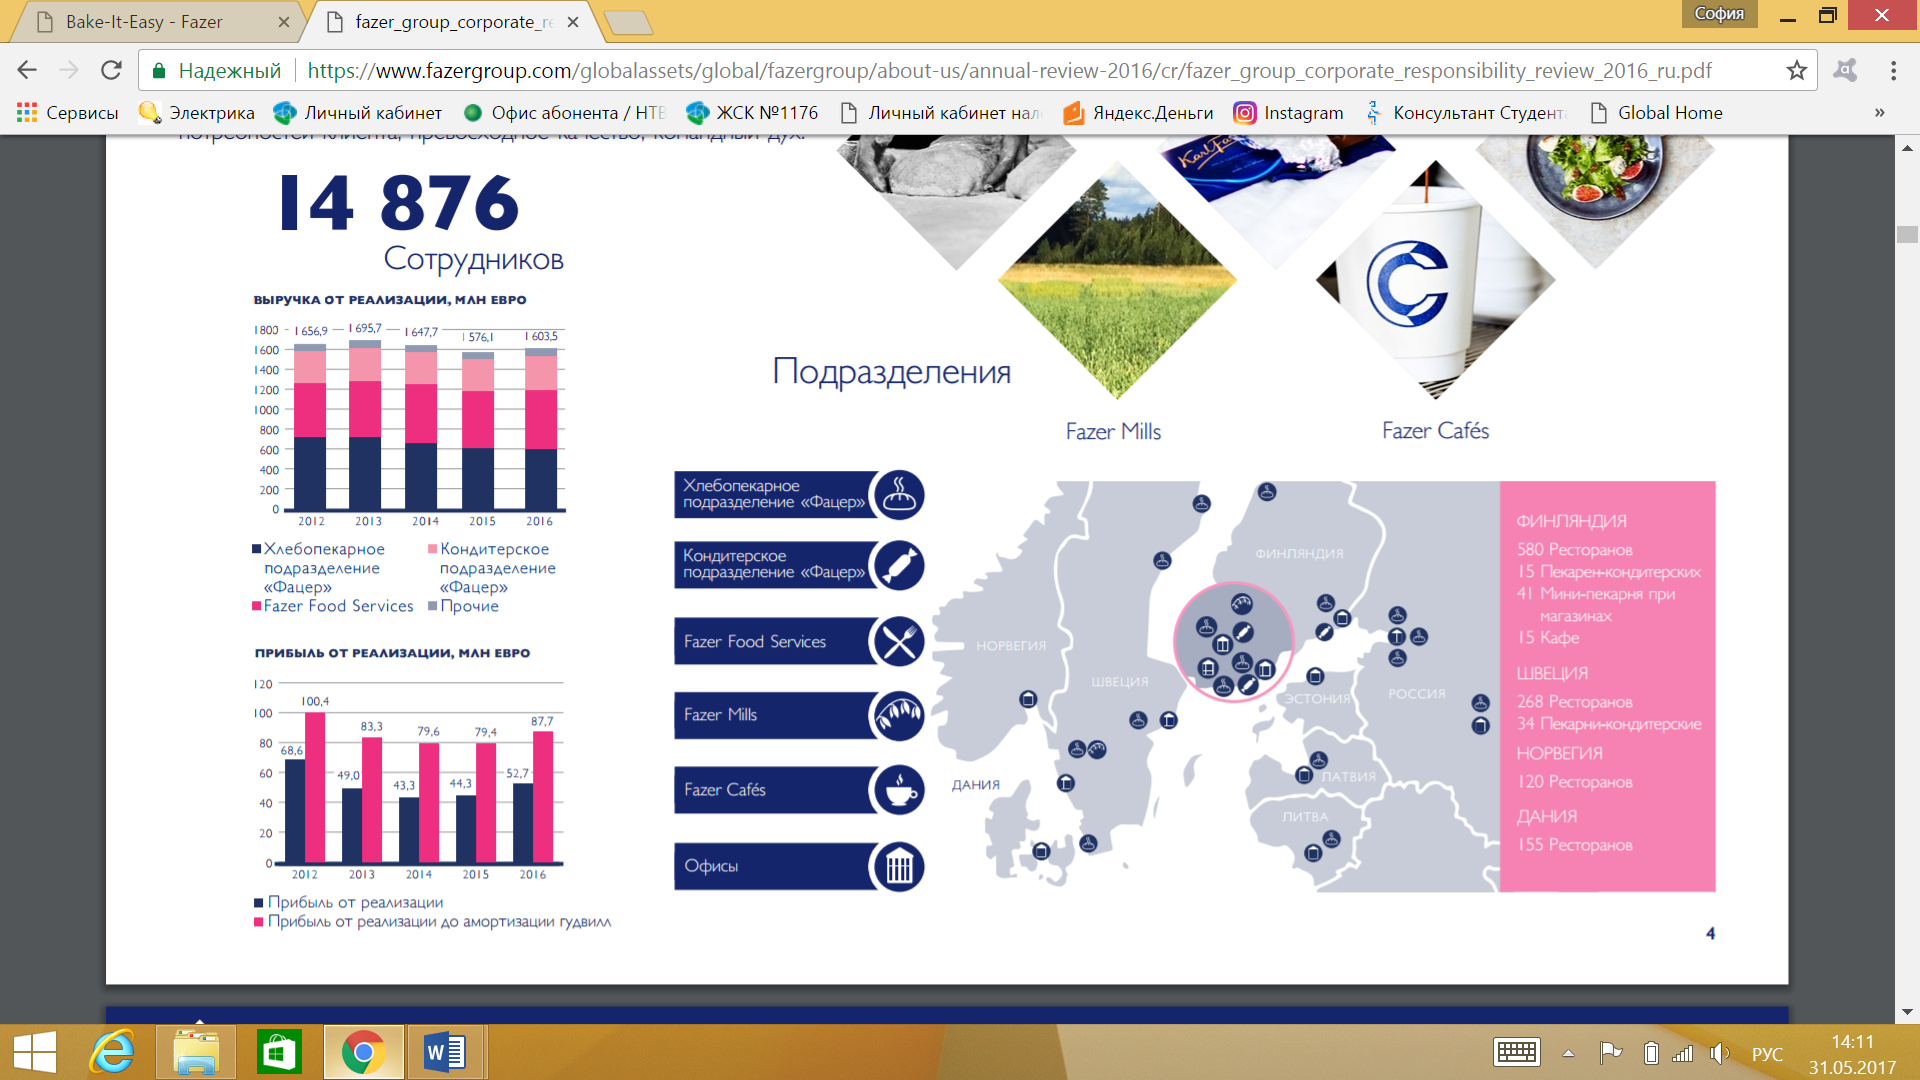 София
Bake-It-Easy - Fazer
fazer_group_corporate_re
Надежный
https://www.fazergroup.com/globalassets/global/fazergroup/about-us/annual-review-2016/cr/fazer_group_corporate_responsibility_review_2016_ru.pdf
Сервисы
Электрика
Личный кабинет
Офис абонента / НТВ
ЖСК №1176
Личный кабинет нал
Яндекс.Деньги
Instagram
Консультант Студент
Global Home
»
потребностей клиента, превосходное качество, командный дух.
14 876
Сотрудников
ВЫРУЧКА ОТ РЕАЛИЗАЦИИ, МЛН ЕВРО
1800
1600
1400
1200
1000
800
600
400
200
0
1 656,9
1 695,7
1 647,7
1 576,1
1 603,5
2012 2013 2014 2015 2016
Хлебопекарное
подразделение
«Фацер»
Кондитерское
подразделение
«Фацер»
Fazer Food Services
Прочие
ПРИБЫЛЬ ОТ РЕАЛИЗАЦИИ, МЛН ЕВРО
120
100
80
60
40
20
0
68,6
100,4
49,0
83,3
43,3
79,6
44,3
79,4
52,7
87,7
2012 2013 2014 2015 2016
Прибыль от реализации
Прибыль от реализации до амортизации гудвилл
Karl Fa
Подразделения
Fazer Mills
Fazer Cafés
Хлебопекарное
подразделение «Фацер»
Кондитерское
подразделение «Фацер»
Fazer Food Services
Fazer Mills
Fazer Cafés
Офисы
ФИНЛЯНДИЯ
НОРВЕГИЯ
ШВЕЦИЯ
ЭСТОНИЯ
РОССИЯ
ЛАТВИЯ
ДАНИЯ
ЛИТВА
ФИНЛЯНДИЯ
580 Ресторанов
15 Пекарен-кондитерских
41 Мини-пекарня при
магазинах
15 Кафе
ШВЕЦИЯ
268 Ресторанов
34 Пекарни-кондитерские
НОРВЕГИЯ
120 Ресторанов
ДАНИЯ
155 Ресторанов
4
РУС
14:11
31.05.2017